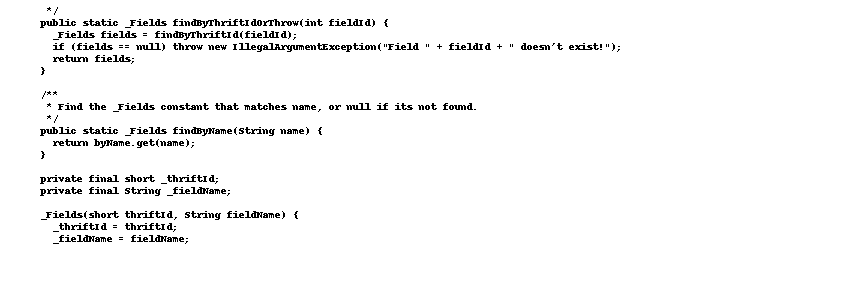 */
public static _Fields findByThriftIdOrThrow(int fieldId) {
  _Fields fields = findByThriftId(fieldId);
  if (fields == null) throw new IllegalArgumentException("Field " + fieldId + " doesn't exist!");
  return fields;
}

/**
 * Find the _Fields constant that matches name, or null if its not found.
 */
public static _Fields findByName(String name) {
  return byName.get(name);
}

private final short _thriftId;
private final String _fieldName;

_Fields(short thriftId, String fieldName) {
  _thriftId = thriftId;
  _fieldName = fieldName;